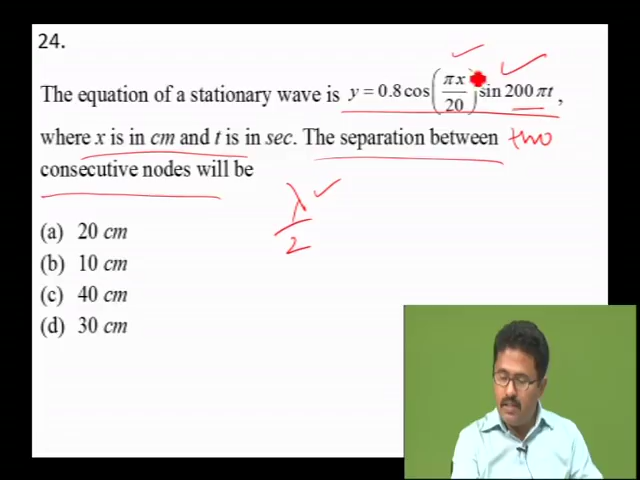 24.
The equation of a stationary wave is y = 0.8 cos(πx/20) sin 200 πt,
where x is in cm and t is in sec. The separation between two
consecutive nodes will be
λ/2
(a) 20 cm
(b) 10 cm
(c) 40 cm
(d) 30 cm